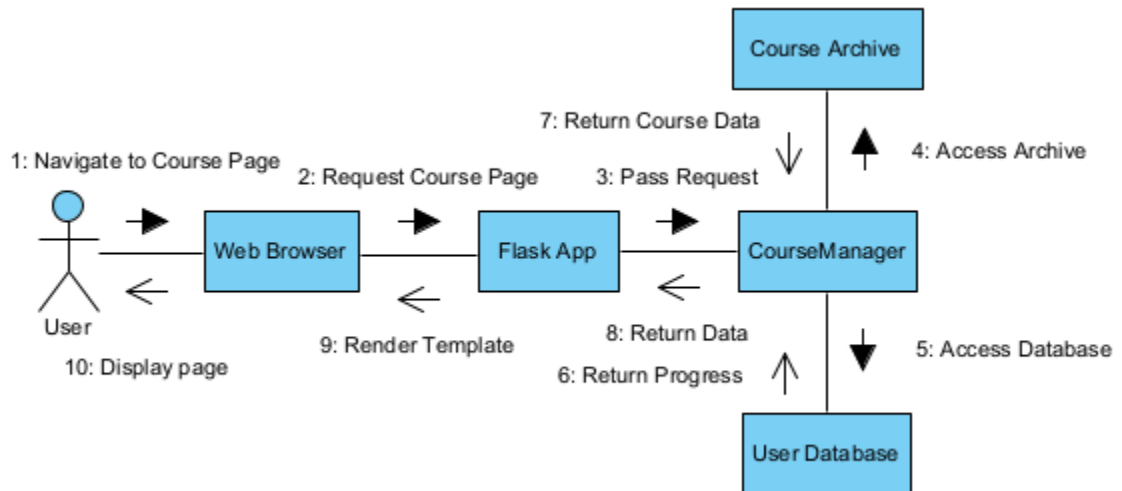 Course Archive
7: Return Course Data
4: Access Archive
1: Navigate to Course Page
2: Request Course Page
3: Pass Request
Web Browser
Flask App
CourseManager
User
9: Render Template
8: Return Data
5: Access Database
10: Display page
6: Return Progress
User Database